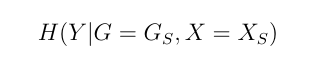 H(Y|G = G_S, X = X_S)